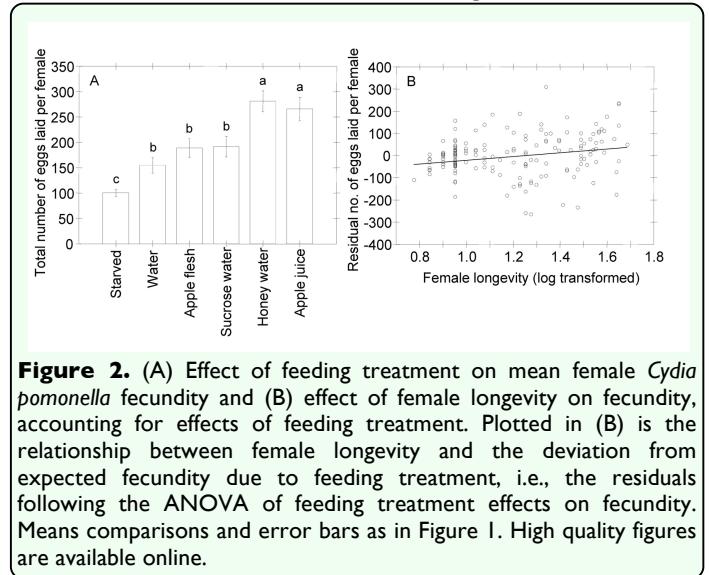 350
300
250
200
150
100
50
0
Total number of eggs laid per female
A
c
b
b
b
a
a
Starved
Water
Apple flesh
Sucrose water
Honey water
Apple juice
400
300
200
100
0
-100
-200
-300
-400
Residual no. of eggs laid per female
B
0.8 1.0 1.2 1.4 1.6 1.8
Female longevity (log transformed)
Figure 2. (A) Effect of feeding treatment on mean female Cydia
pomonella fecundity and (B) effect of female longevity on fecundity,
accounting for effects of feeding treatment. Plotted in (B) is the
relationship between female longevity and the deviation from
expected fecundity due to feeding treatment, i.e., the residuals
following the ANOVA of feeding treatment effects on fecundity.
Means comparisons and error bars as in Figure 1. High quality figures
are available online.